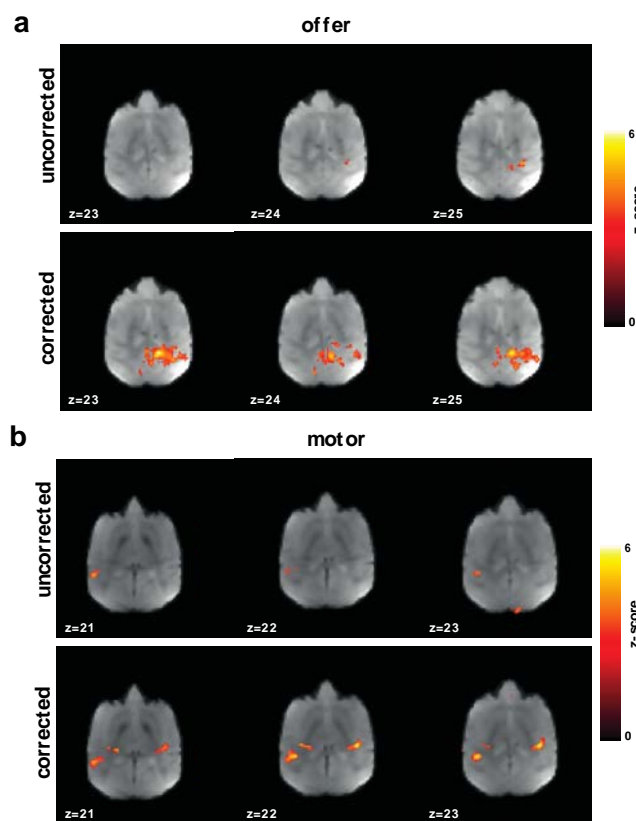 a
offer
uncorrected
z=23
z=24
z=25
corrected
z=23
z=24
z=25
6
0
b
motor
uncorrected
z=21
z=22
z=23
corrected
z=21
z=22
z=23
6
z-score
0